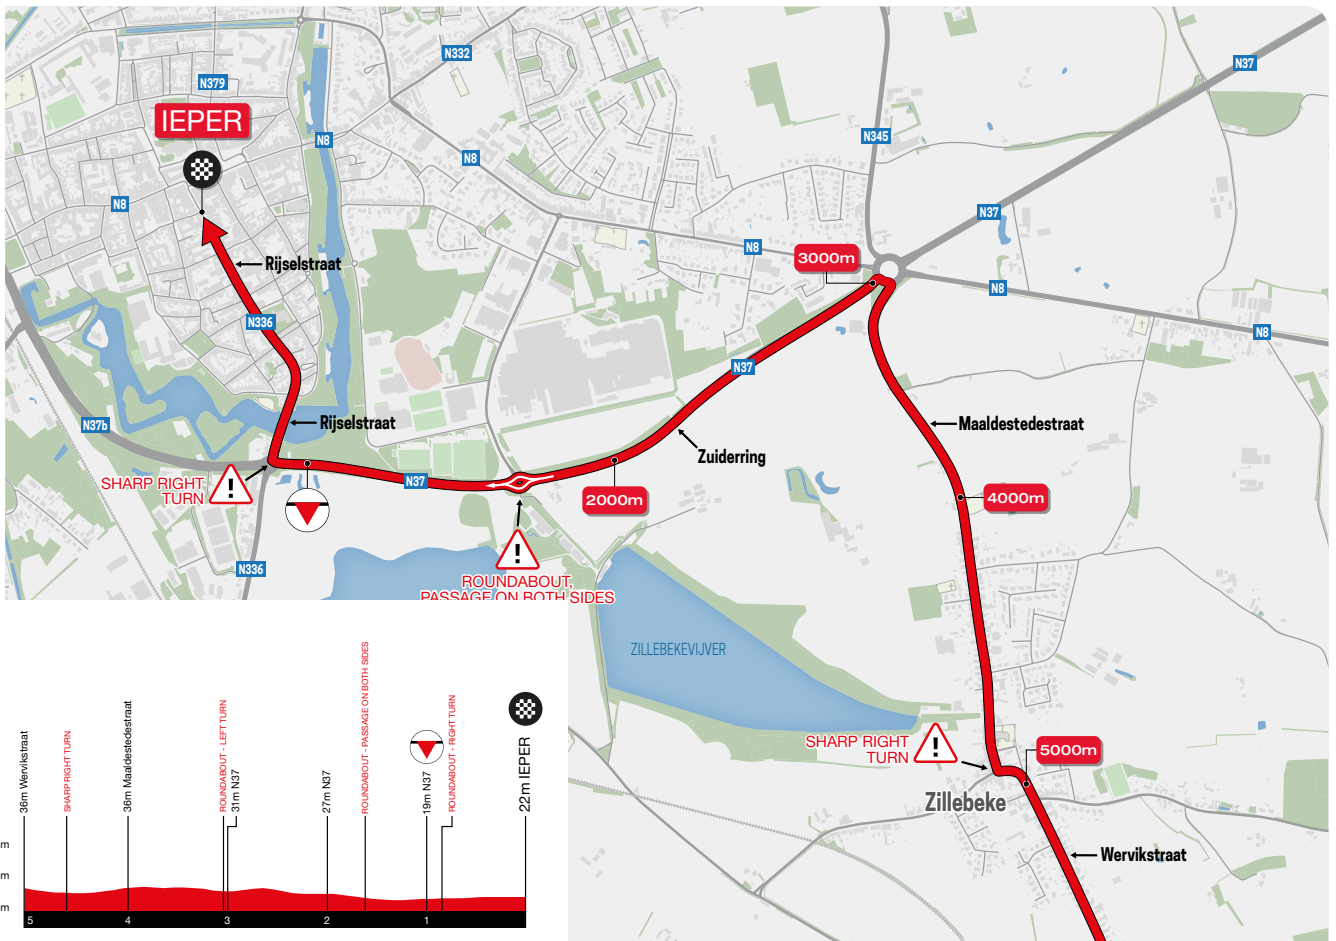 N332
N37
N379
IEPER
N8
N345
N8
N8
N37
N8
3000m
N8
Rijselstraat
N8
N336
N37
Rijselstraat
Maaldestedestraat
N37b
Zuiderring
SHARP RIGHT
TURN
N37
2000m
4000m
N336
ROUNDABOUT,
PASSAGE ON BOTH SIDES
ZILLEBEKEVIJVER
SHARP RIGHT
TURN
5000m
Zillebeke
Wervikstraat
36m Wervikstraat
SHARP RIGHT TURN
36m Maaldestedestraat
ROUNDABOUT - LEFT TURN
31m N37
27m N37
ROUNDABOUT - PASSAGE ON BOTH SIDES
19m N37
ROUNDABOUT - RIGHT TURN
22m IEPER
m
m
m
5 4 3 2 1